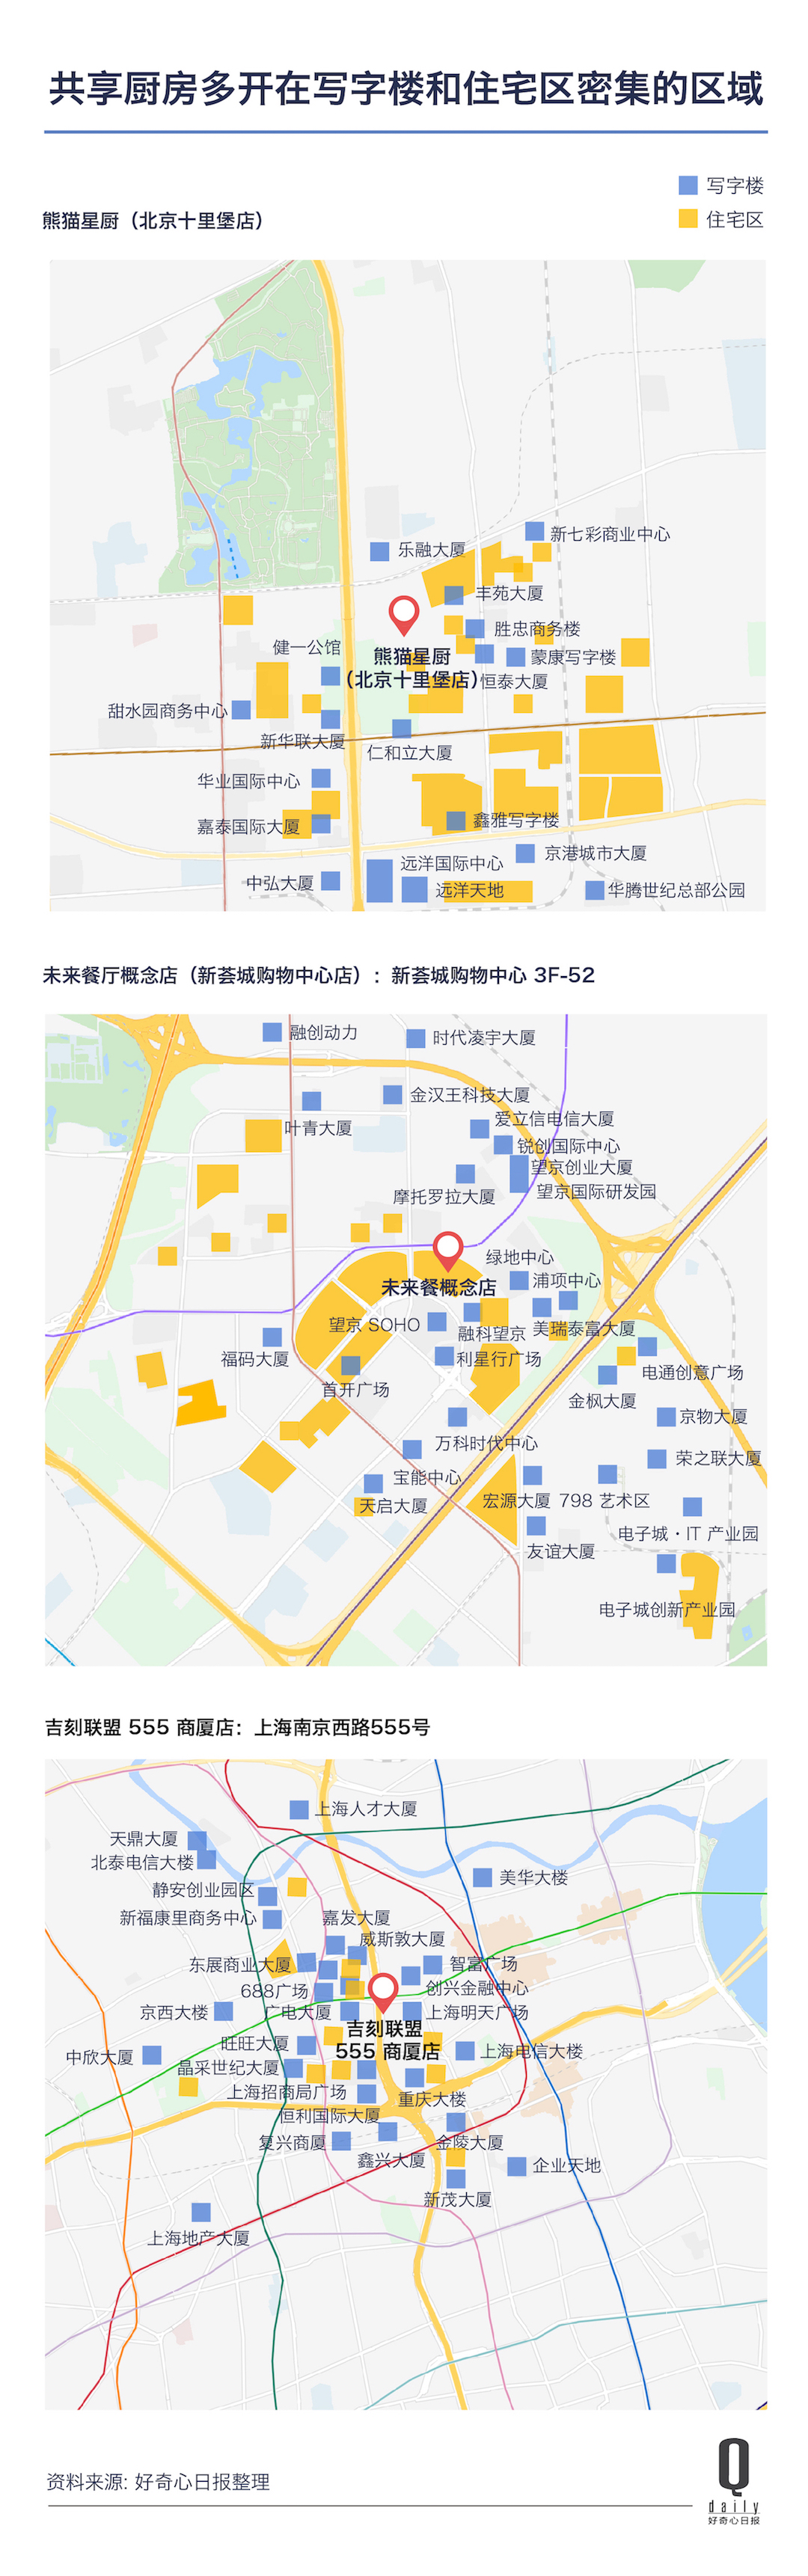 共享厨房多开在写字楼和住宅区密集的区域
写字楼
住宅区
熊猫星厨（北京十里堡店）
新七彩商业中心
乐融大厦
丰苑大厦
胜忠商务楼
健一公馆
熊猫星厨
（北京十里堡店）
蒙康写字楼
恒泰大厦
甜水园商务中心
新华联大厦
仁和立大厦
华业国际中心
嘉泰国际大厦
鑫雅写字楼
京港城市大厦
远洋国际中心
中弘大厦
远洋天地
华腾世纪总部公园
未来餐厅概念店（新荟城购物中心店）：新荟城购物中心 3F-52
融创动力
时代凌宇大厦
金汉王科技大厦
叶青大厦
爱立信电信大厦
锐创国际中心
望京创业大厦
摩托罗拉大厦
望京国际研发园
绿地中心
未来餐概念店
浦项中心
望京 SOHO
融科望京
美瑞泰富大厦
福码大厦
利星行广场
首开广场
电通创意广场
金枫大厦
京物大厦
万科时代中心
荣之联大厦
宝能中心
天启大厦
宏源大厦
798 艺术区
电子城·IT 产业园
友谊大厦
电子城创新产业园
吉刻联盟 555 商厦店：上海南京西路555号
上海人才大厦
天鼎大厦
北泰电信大楼
美华大楼
静安创业园区
新福康里商务中心
嘉发大厦
威斯敦大厦
东展商业大厦
智富广场
688广场
创兴金融中心
京西大楼
广电大厦
上海明天广场
吉刻联盟
555 商厦店
旺旺大厦
上海电信大楼
中欣大厦
晶采世纪大厦
上海招商局广场
重庆大楼
恒利国际大厦
复兴商厦
金陵大厦
鑫兴大厦
企业天地
新茂大厦
上海地产大厦
资料来源: 好奇心日报整理
Q
daily
好奇心日报